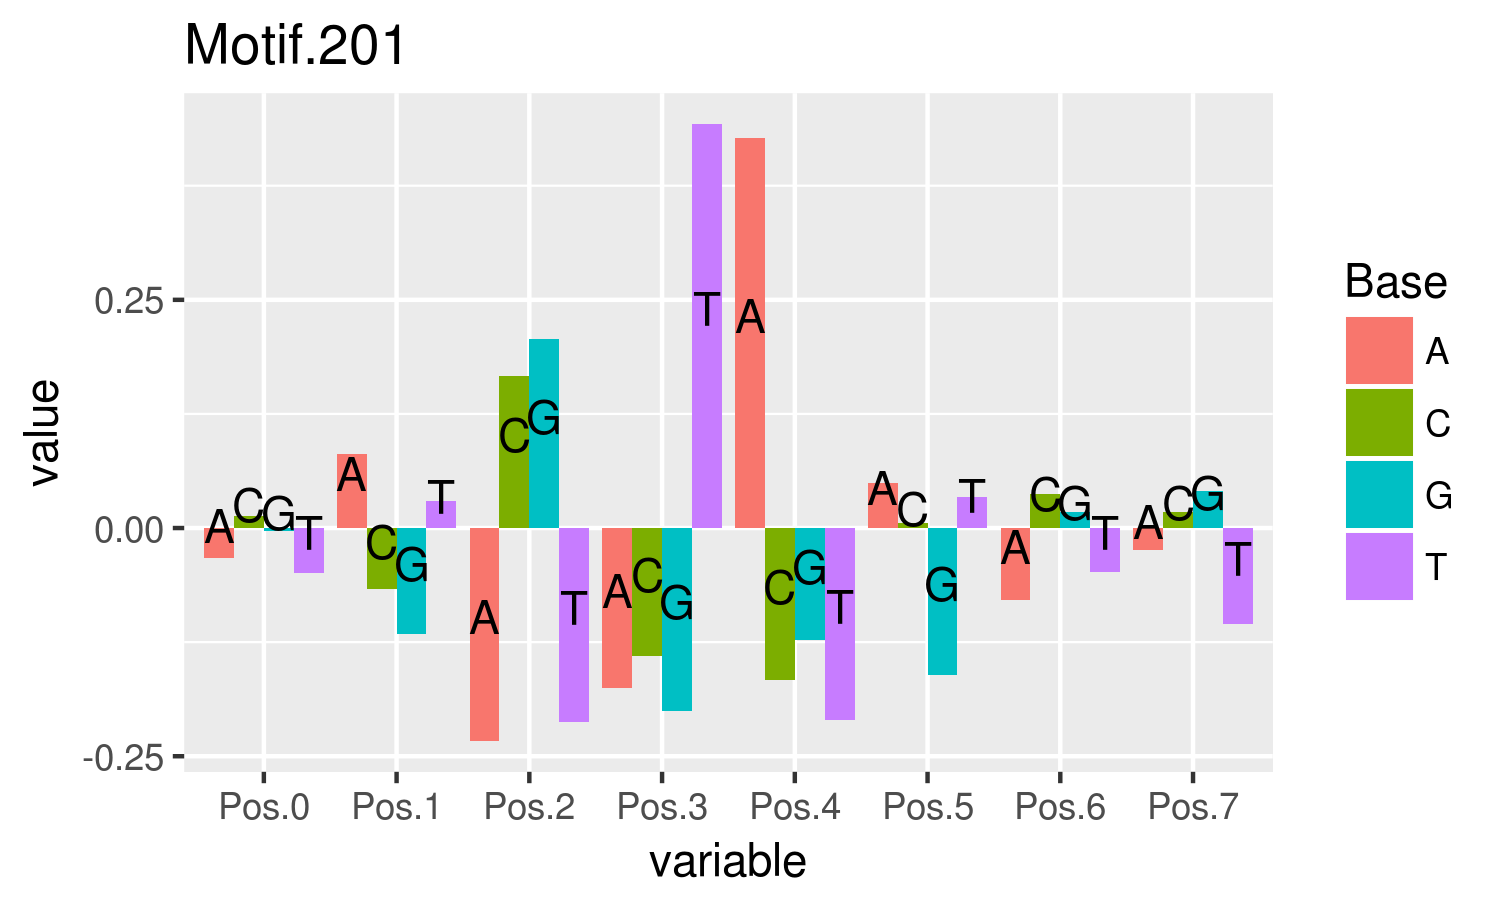 Motif.201
value
0.25
0.00
-0.25
A C G T
A C G T
A C G T
A C G T
A C G T
A C G T
A C G T
A C G T
Pos.0 Pos.1 Pos.2 Pos.3 Pos.4 Pos.5 Pos.6 Pos.7
variable
Base
A
C
G
T